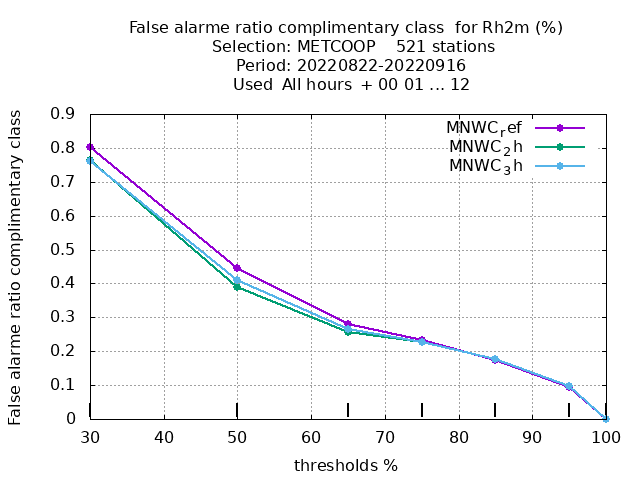 False alarme ratio complimentary class  for Rh2m (%)
Selection: METCOOP    521 stations
Period: 20220822-20220916
Used  All hours  + 00 01 ... 12
False alarme ratio complimentary class
0.9
0.8
0.7
0.6
0.5
0.4
0.3
0.2
0.1
0
MNWC_ref
MNWC_2h
MNWC_3h
30 40 50 60 70 80 90 100
thresholds %